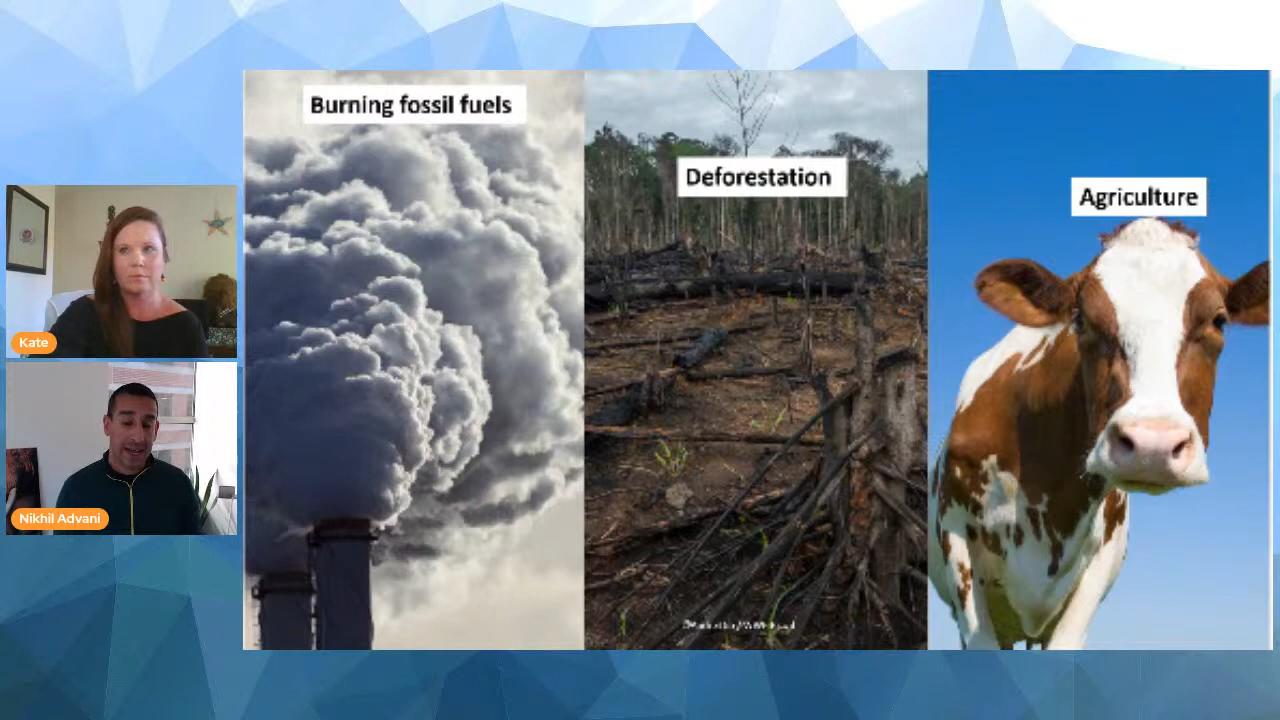 Burning fossil fuels
Deforestation
Agriculture
Kate
Nikhil Advani